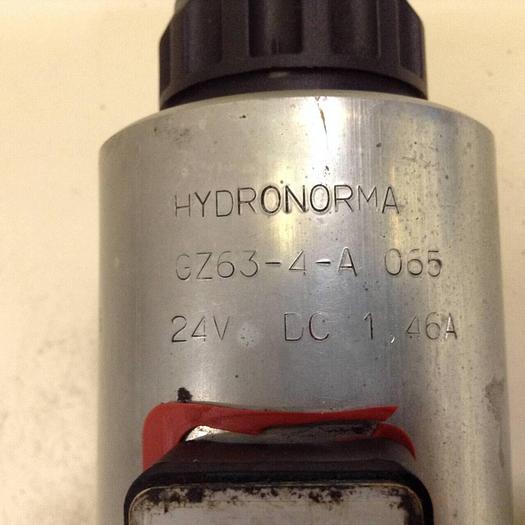 HYDRONORMA
GZ63-4-A 065
24V DC 1,46A